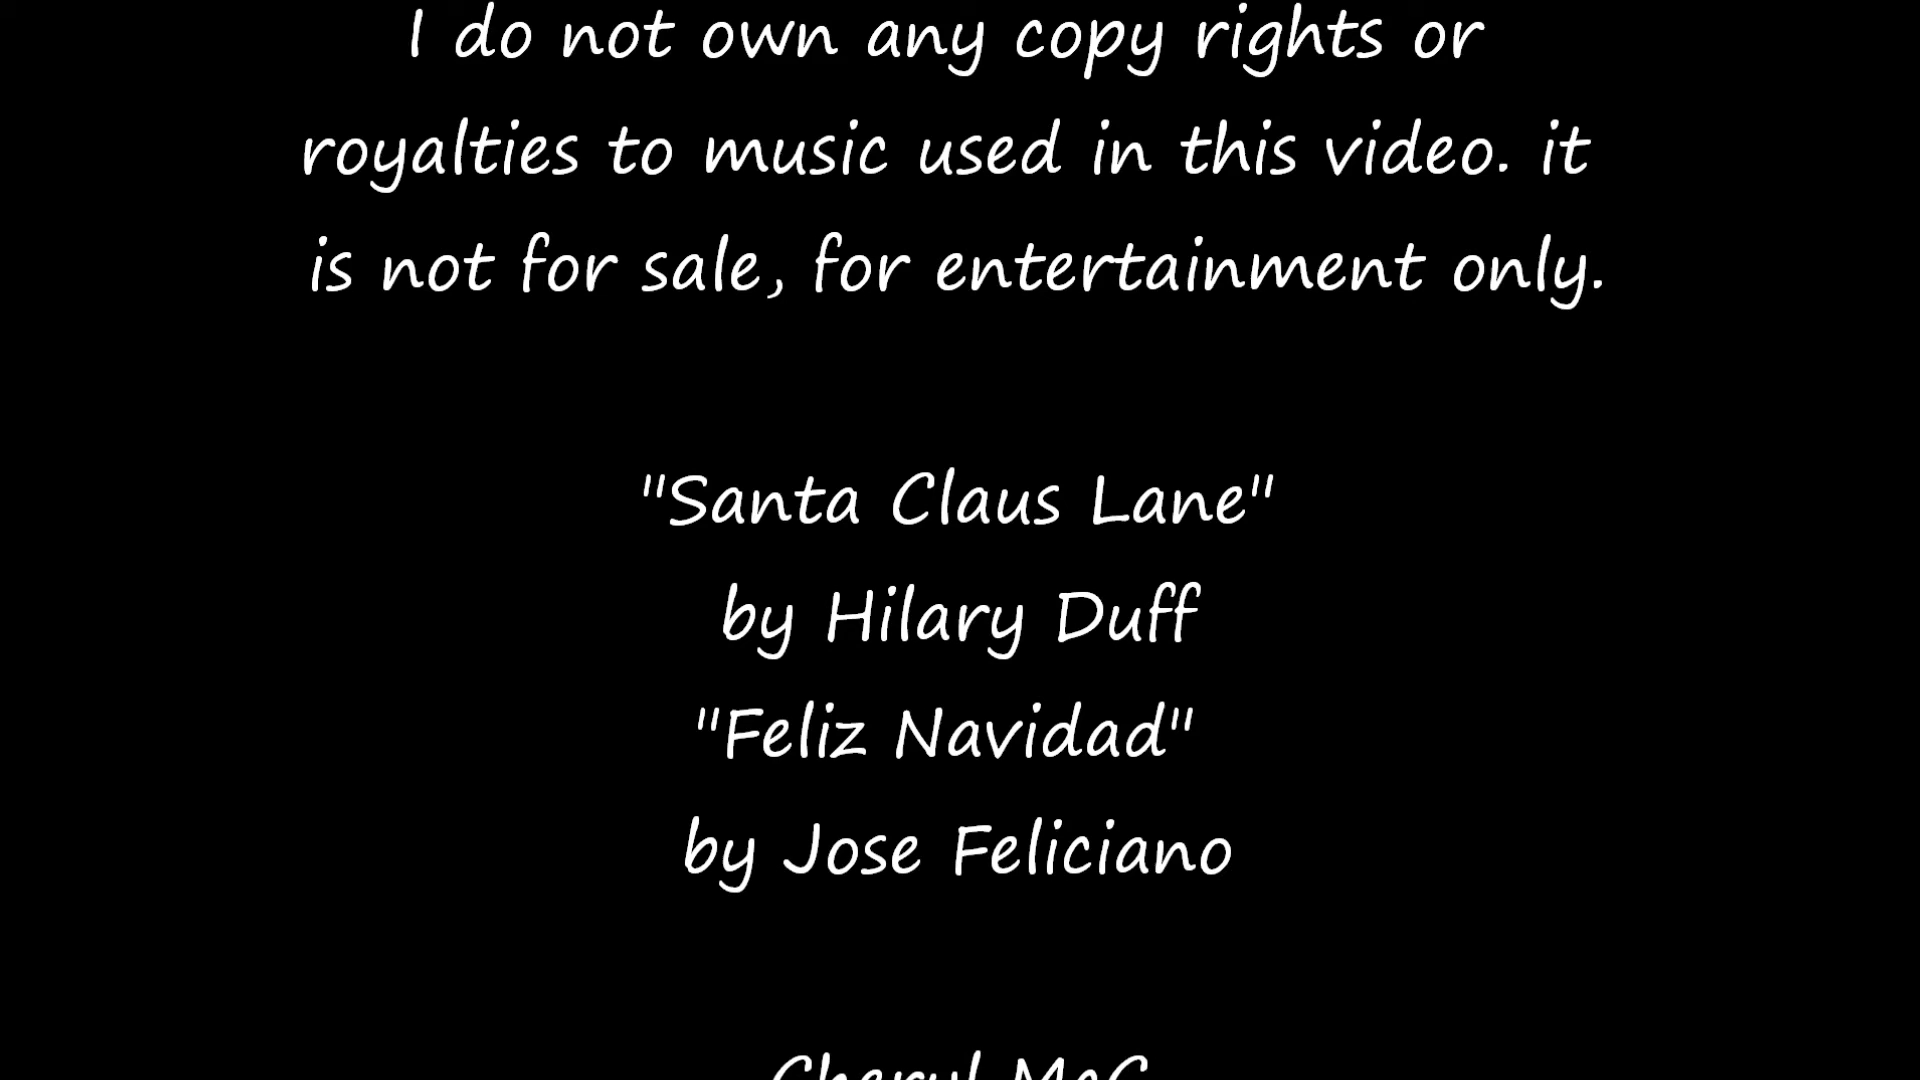 I do not own any copy rights or
royalties to music used in this video. it
is not for sale, for entertainment only.
"Santa Claus Lane"
by Hilary Duff
"Feliz Navidad"
by Jose Feliciano
Cheryl